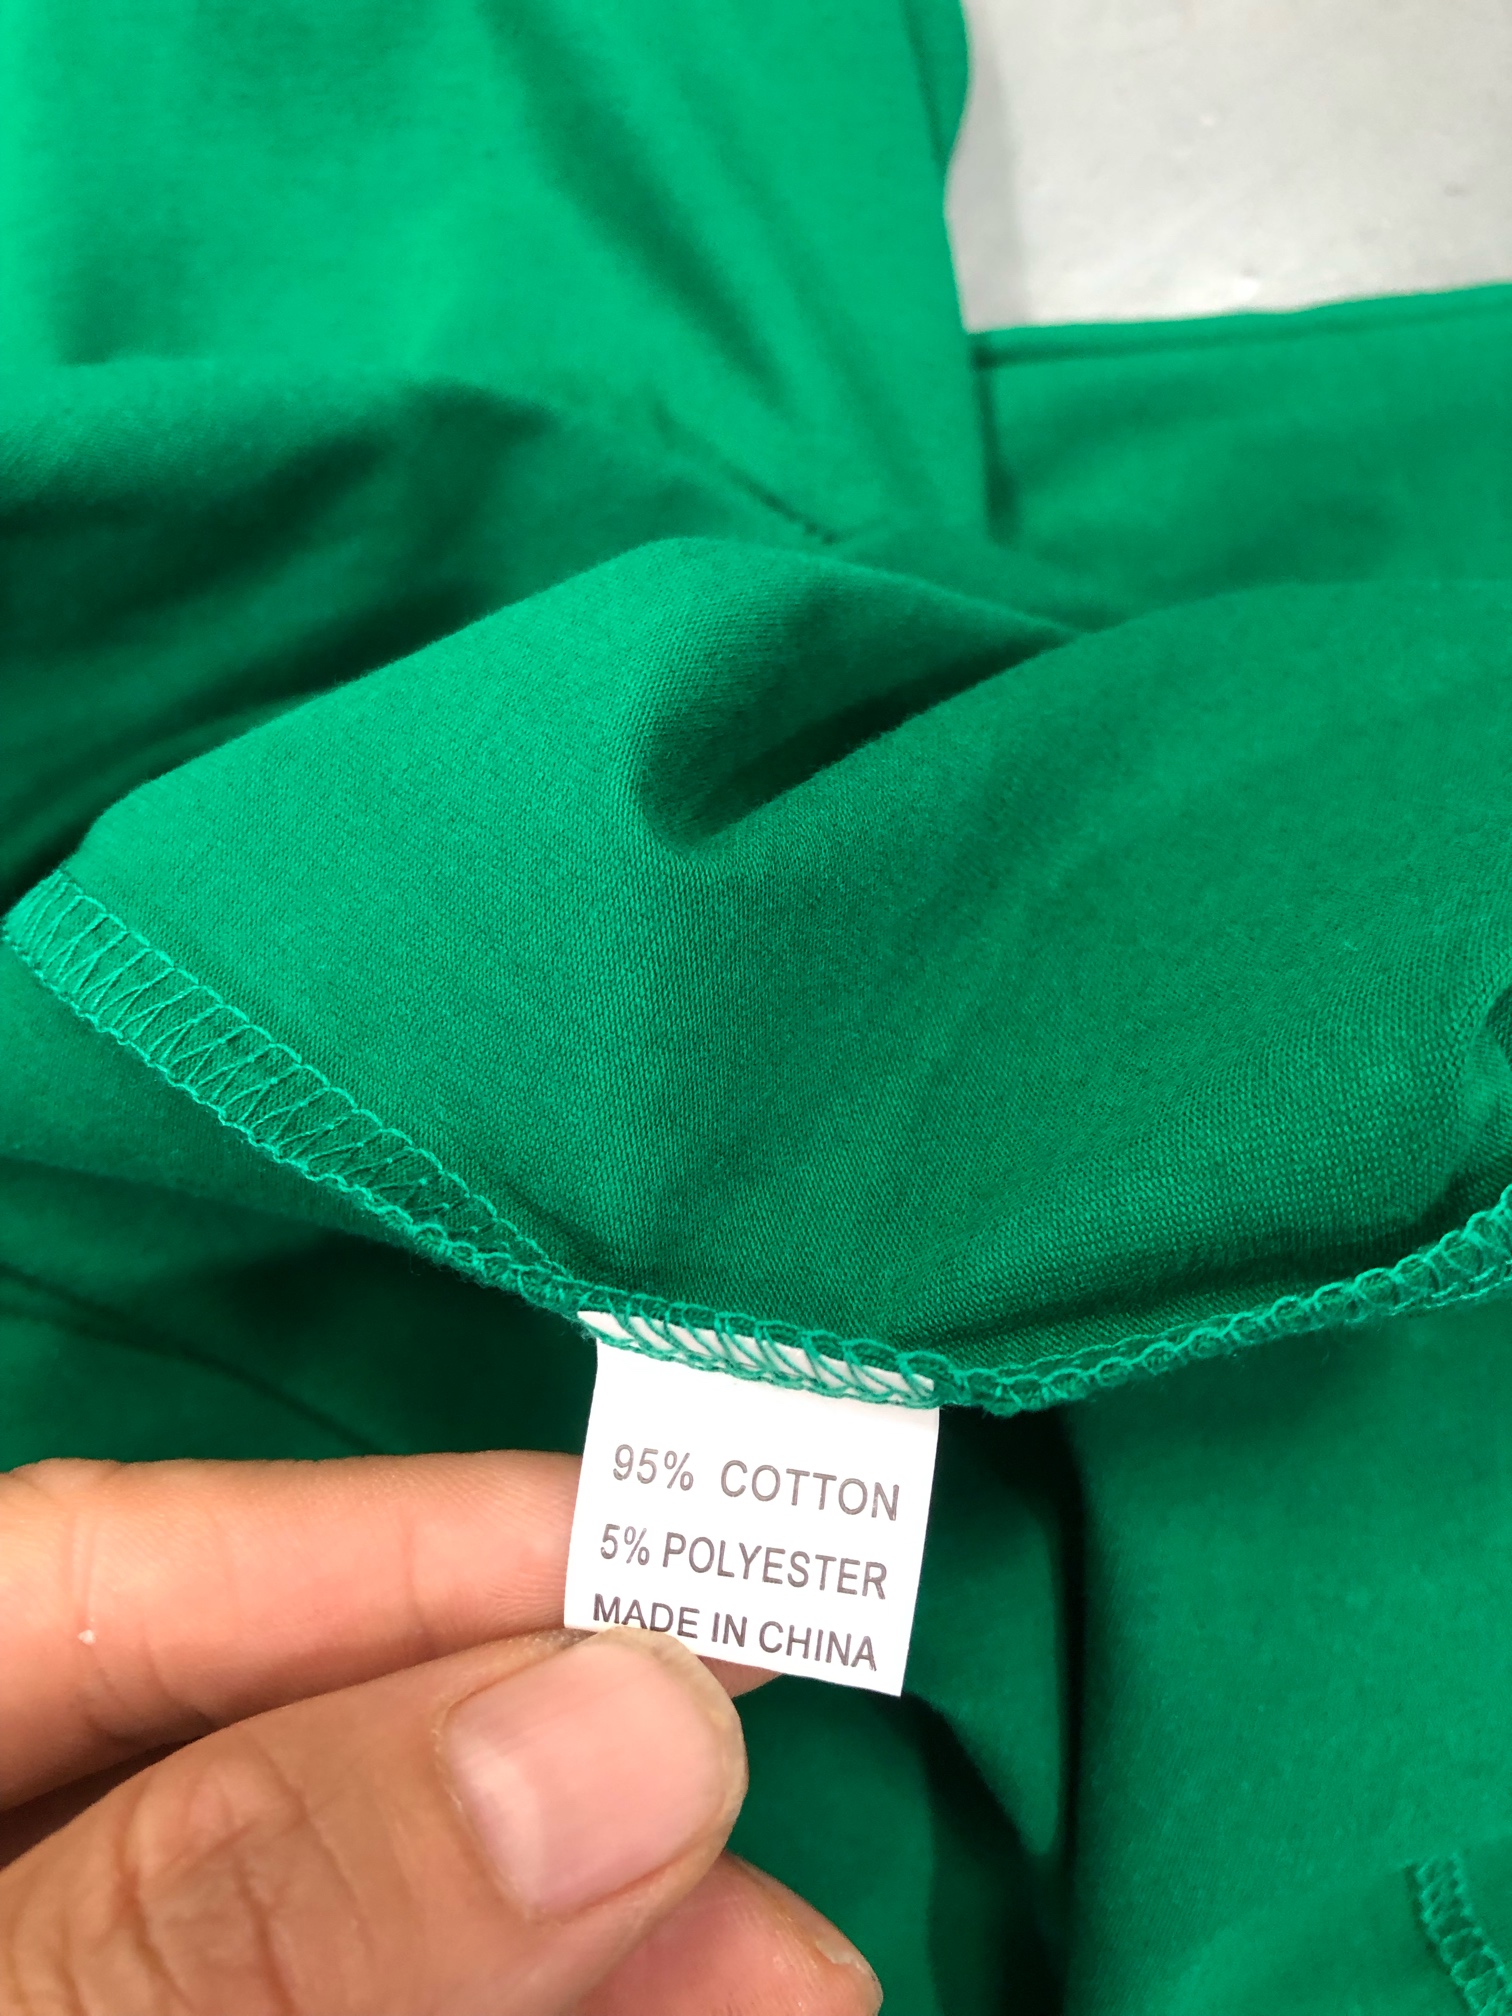 95% COTTON
5% POLYESTER
MADE IN CHINA